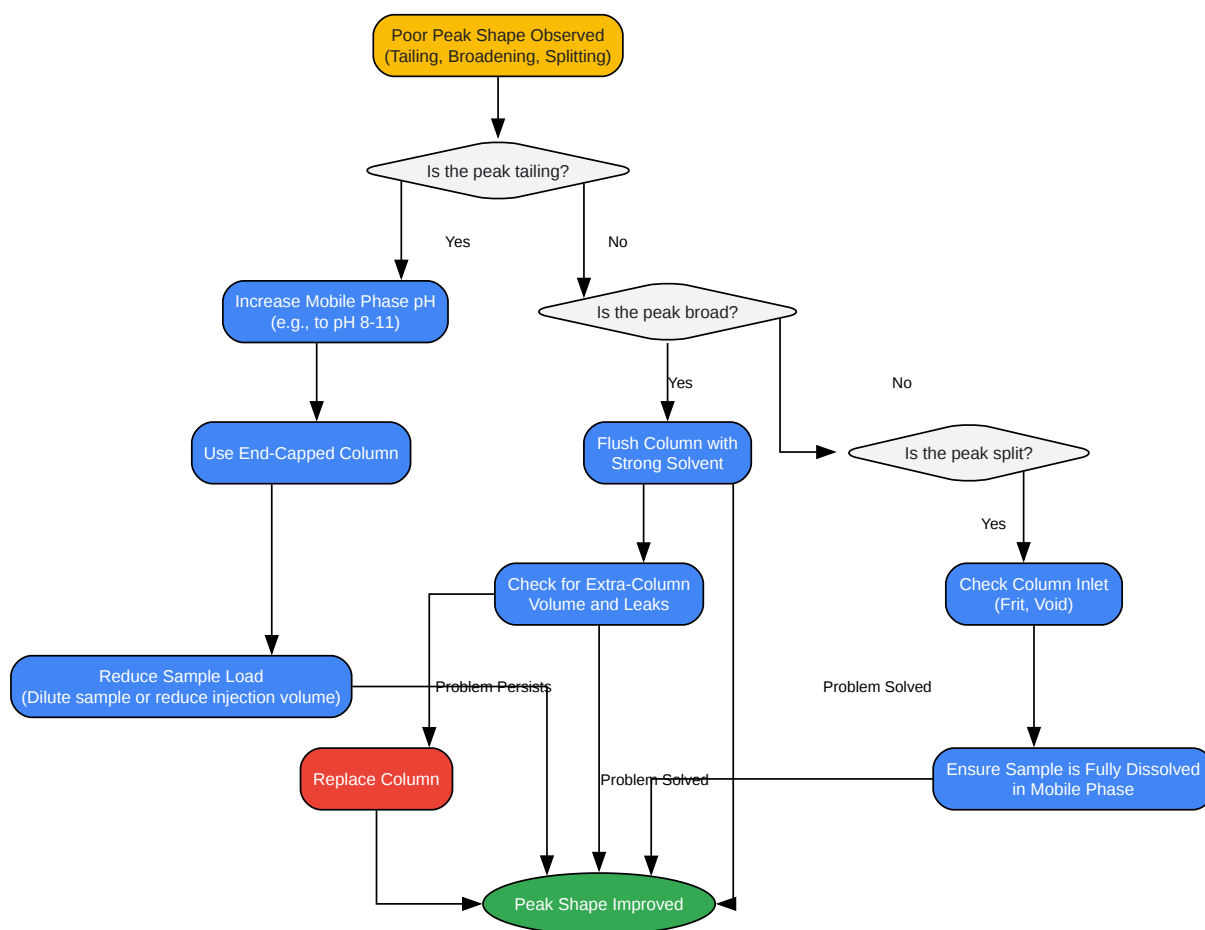 Poor Peak Shape Observed
(Tailing, Broadening, Splitting)
Is the peak tailing?
Yes
No
Increase Mobile Phase pH
(e.g., to pH 8-11)
Is the peak broad?
Yes
No
Use End-Capped Column
Flush Column with
Strong Solvent
Is the peak split?
Yes
Check for Extra-Column
Volume and Leaks
Check Column Inlet
(Frit, Void)
Reduce Sample Load
(Dilute sample or reduce injection volume)
Problem Persists
Problem Solved
Replace Column
Problem Solved
Ensure Sample is Fully Dissolved
in Mobile Phase
Peak Shape Improved